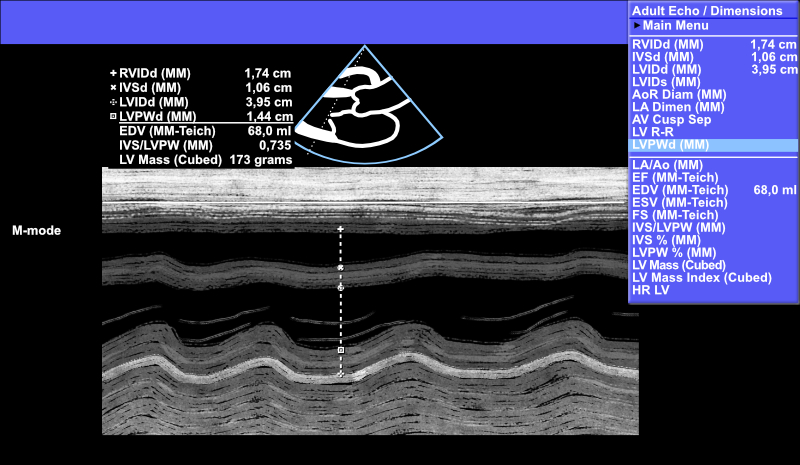 Adult Echo / Dimensions
Main Menu
RVIDd (MM) 1,74 cm
IVSd (MM) 1,06 cm
LVIDd (MM) 3,95 cm
LVIDs (MM)
AoR Diam (MM)
LA Dimen (MM)
AV Cusp Sep
LV R-R
LVPWd (MM)
LA/Ao (MM)
EF (MM-Teich)
EDV (MM-Teich) 68,0 ml
ESV (MM-Teich)
FS (MM-Teich)
IVS/LVPW (MM)
IVS % (MM)
LVPW % (MM)
LV Mass (Cubed)
LV Mass Index (Cubed)
HR LV
RVIDd (MM) 1,74 cm
IVSd (MM) 1,06 cm
LVIDd (MM) 3,95 cm
LVPWd (MM) 1,44 cm
EDV (MM-Teich) 68,0 ml
IVS/LVPW (MM) 0,735
LV Mass (Cubed) 173 grams
M-mode